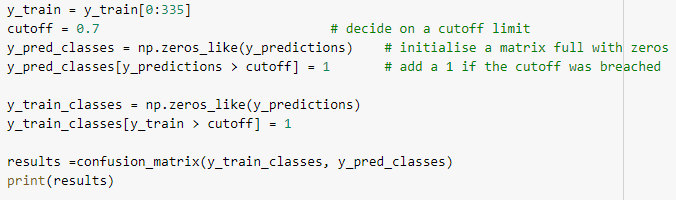 y_train = y_train[0:335]
cutoff = 0.7 # decide on a cutoff limit
y_pred_classes = np.zeros_like(y_predictions) # initialise a matrix full with zeros
y_pred_classes[y_predictions > cutoff] = 1 # add a 1 if the cutoff was breached
y_train_classes = np.zeros_like(y_predictions)
y_train_classes[y_train > cutoff] = 1
results =confusion_matrix(y_train_classes, y_pred_classes)
print(results)